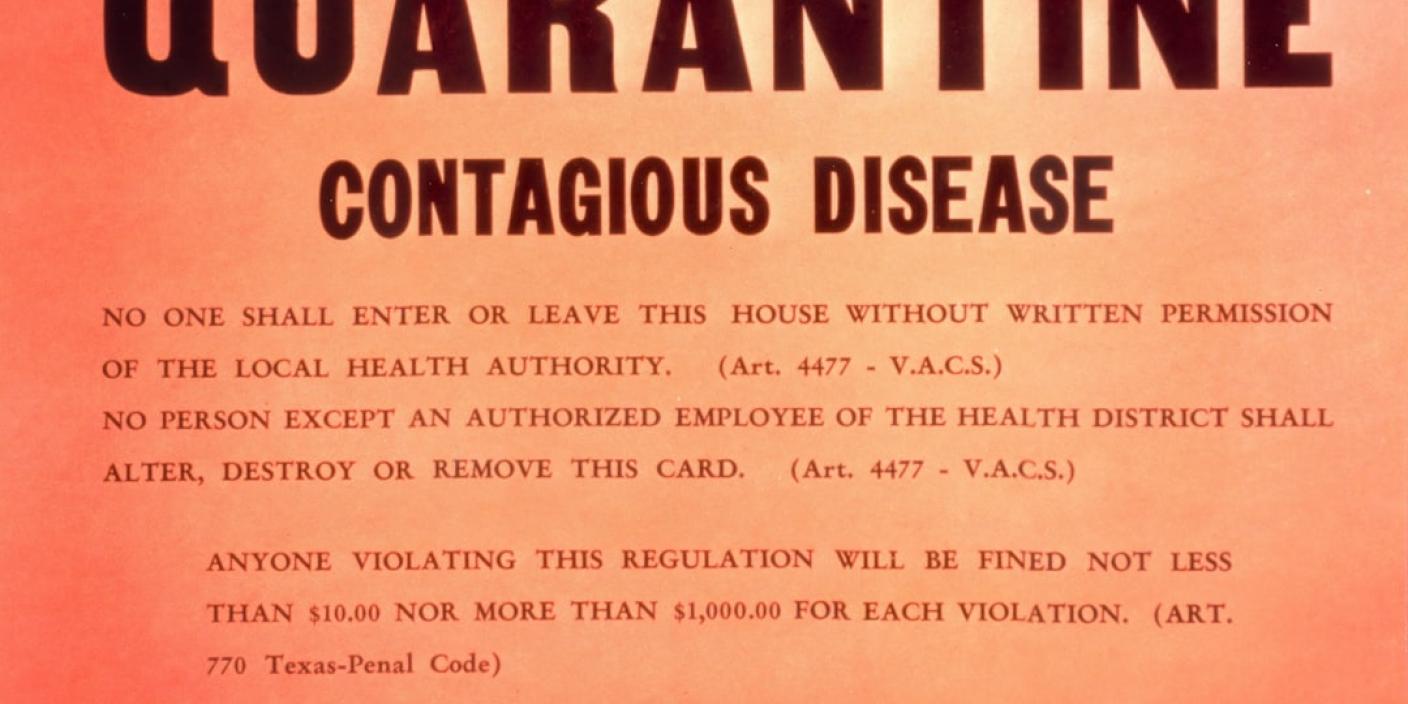 QUARANTINE
CONTAGIOUS DISEASE
NO ONE SHALL ENTER OR LEAVE THIS HOUSE WITHOUT WRITTEN PERMISSION
OF THE LOCAL HEALTH AUTHORITY. (Art. 4477 - V.A.C.S.)
NO PERSON EXCEPT AN AUTHORIZED EMPLOYEE OF THE HEALTH DISTRICT SHALL
ALTER, DESTROY OR REMOVE THIS CARD. (Art. 4477 - V.A.C.S.)
ANYONE VIOLATING THIS REGULATION WILL BE FINED NOT LESS
THAN $10.00 NOR MORE THAN $1,000.00 FOR EACH VIOLATION. (ART.
770 Texas-Penal Code)